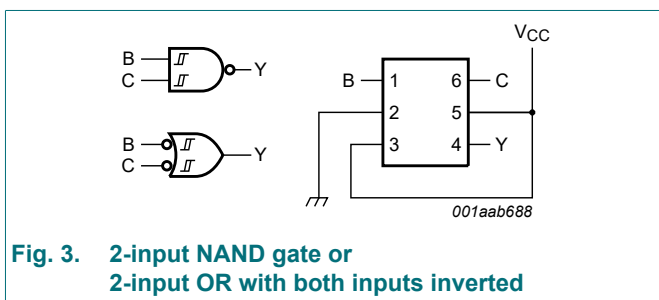 B
C
Y
B
C
Y
VCC
B 1 6 C
2 5
3 4 Y
001aab688
Fig. 3. 2-input NAND gate or
2-input OR with both inputs inverted